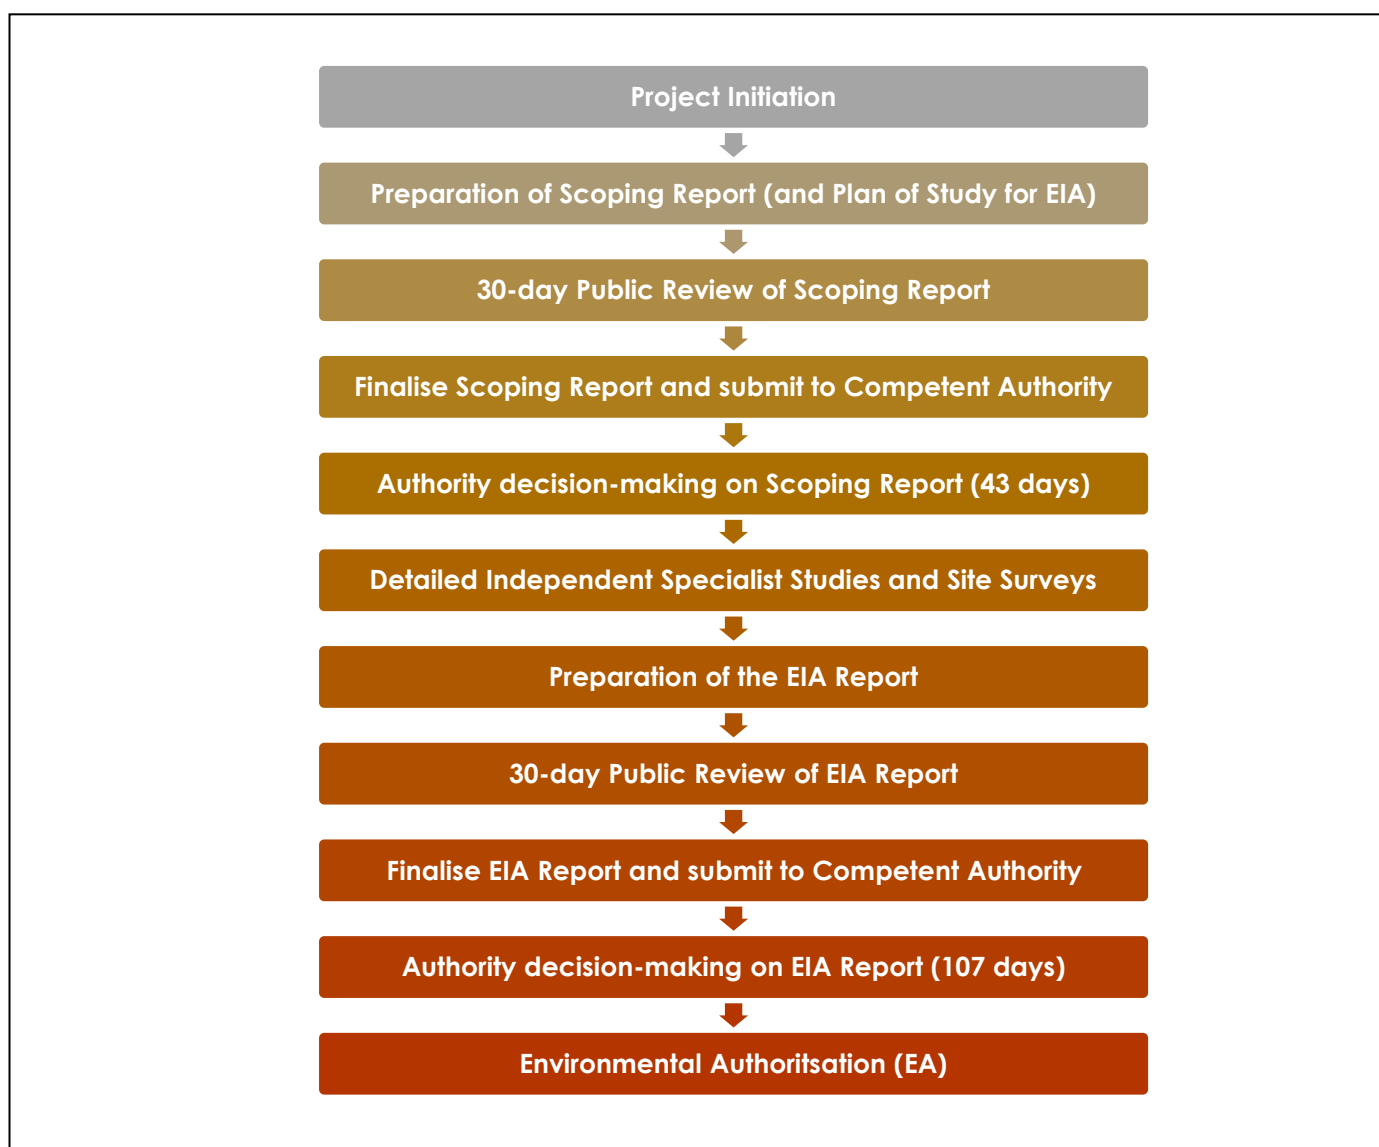 Project Initiation
Preparation of Scoping Report (and Plan of Study for EIA)
30-day Public Review of Scoping Report
Finalise Scoping Report and submit to Competent Authority
Authority decision-making on Scoping Report (43 days)
Detailed Independent Specialist Studies and Site Surveys
Preparation of the EIA Report
30-day Public Review of EIA Report
Finalise EIA Report and submit to Competent Authority
Authority decision-making on EIA Report (107 days)
Environmental Authoritsation (EA)